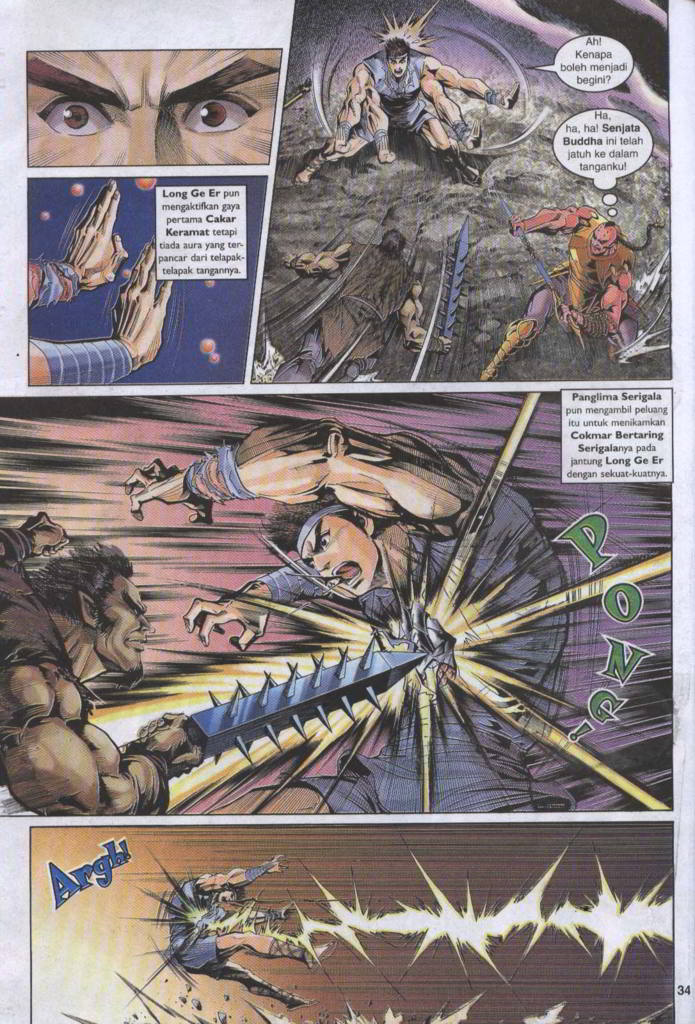 Ah!
Kenapa
boleh menjadi
begini?
Ha,
ha, ha! Senjata
Buddha ini telah
jatuh ke dalam
tanganku!
Long Ge Er pun
mengaktifkan gaya
pertama Cakar
Keramat tetapi
tiada aura yang ter-
pancar dari telapak-
telapak tangannya.
Panglima Serigala
pun mengambil peluang
itu untuk menikamkan
Cokmar Bertaring
Serigalanya pada
jantung Long Ge Er
dengan sekuat-kuatnya.
PONG!
Argh!
34